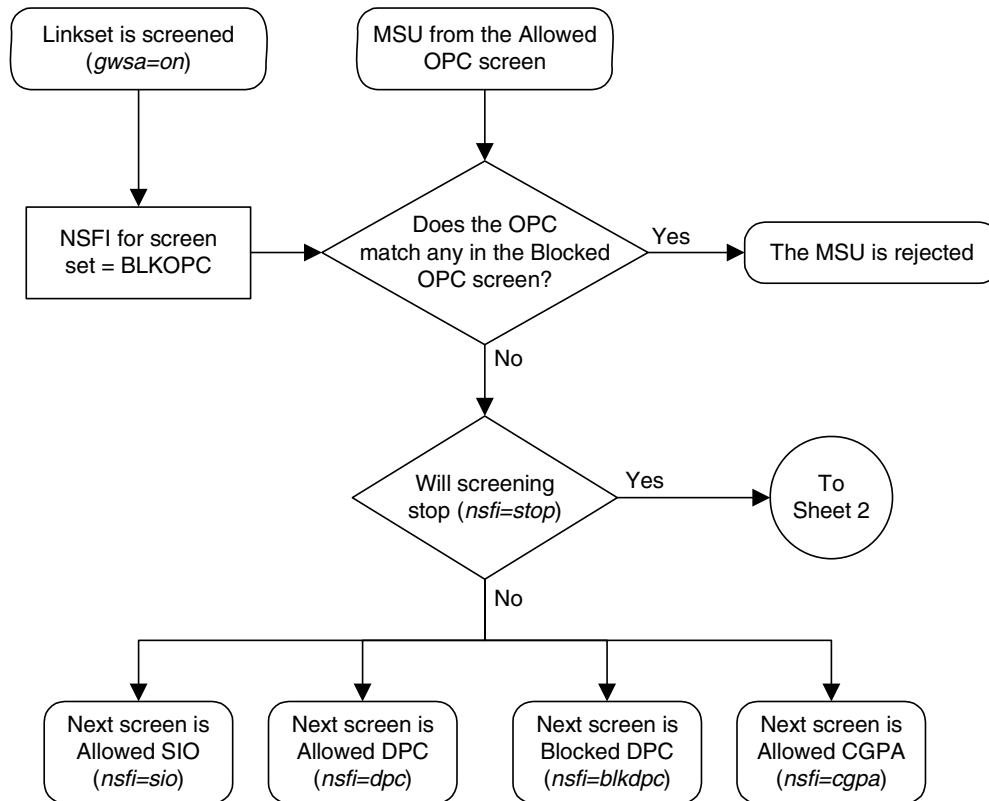 Linkset is screened
(gwsa=on)
MSU from the Allowed
OPC screen
NSFI for screen
set = BLKOPC
Does the OPC
match any in the Blocked
OPC screen?
Yes
The MSU is rejected
No
Will screening
stop (nsfi=stop)
Yes
To
Sheet 2
No
Next screen is
Allowed SIO
(nsfi=sio)
Next screen is
Allowed DPC
(nsfi=dpc)
Next screen is
Blocked DPC
(nsfi=blkdpc)
Next screen is
Allowed CGPA
(nsfi=cgpa)